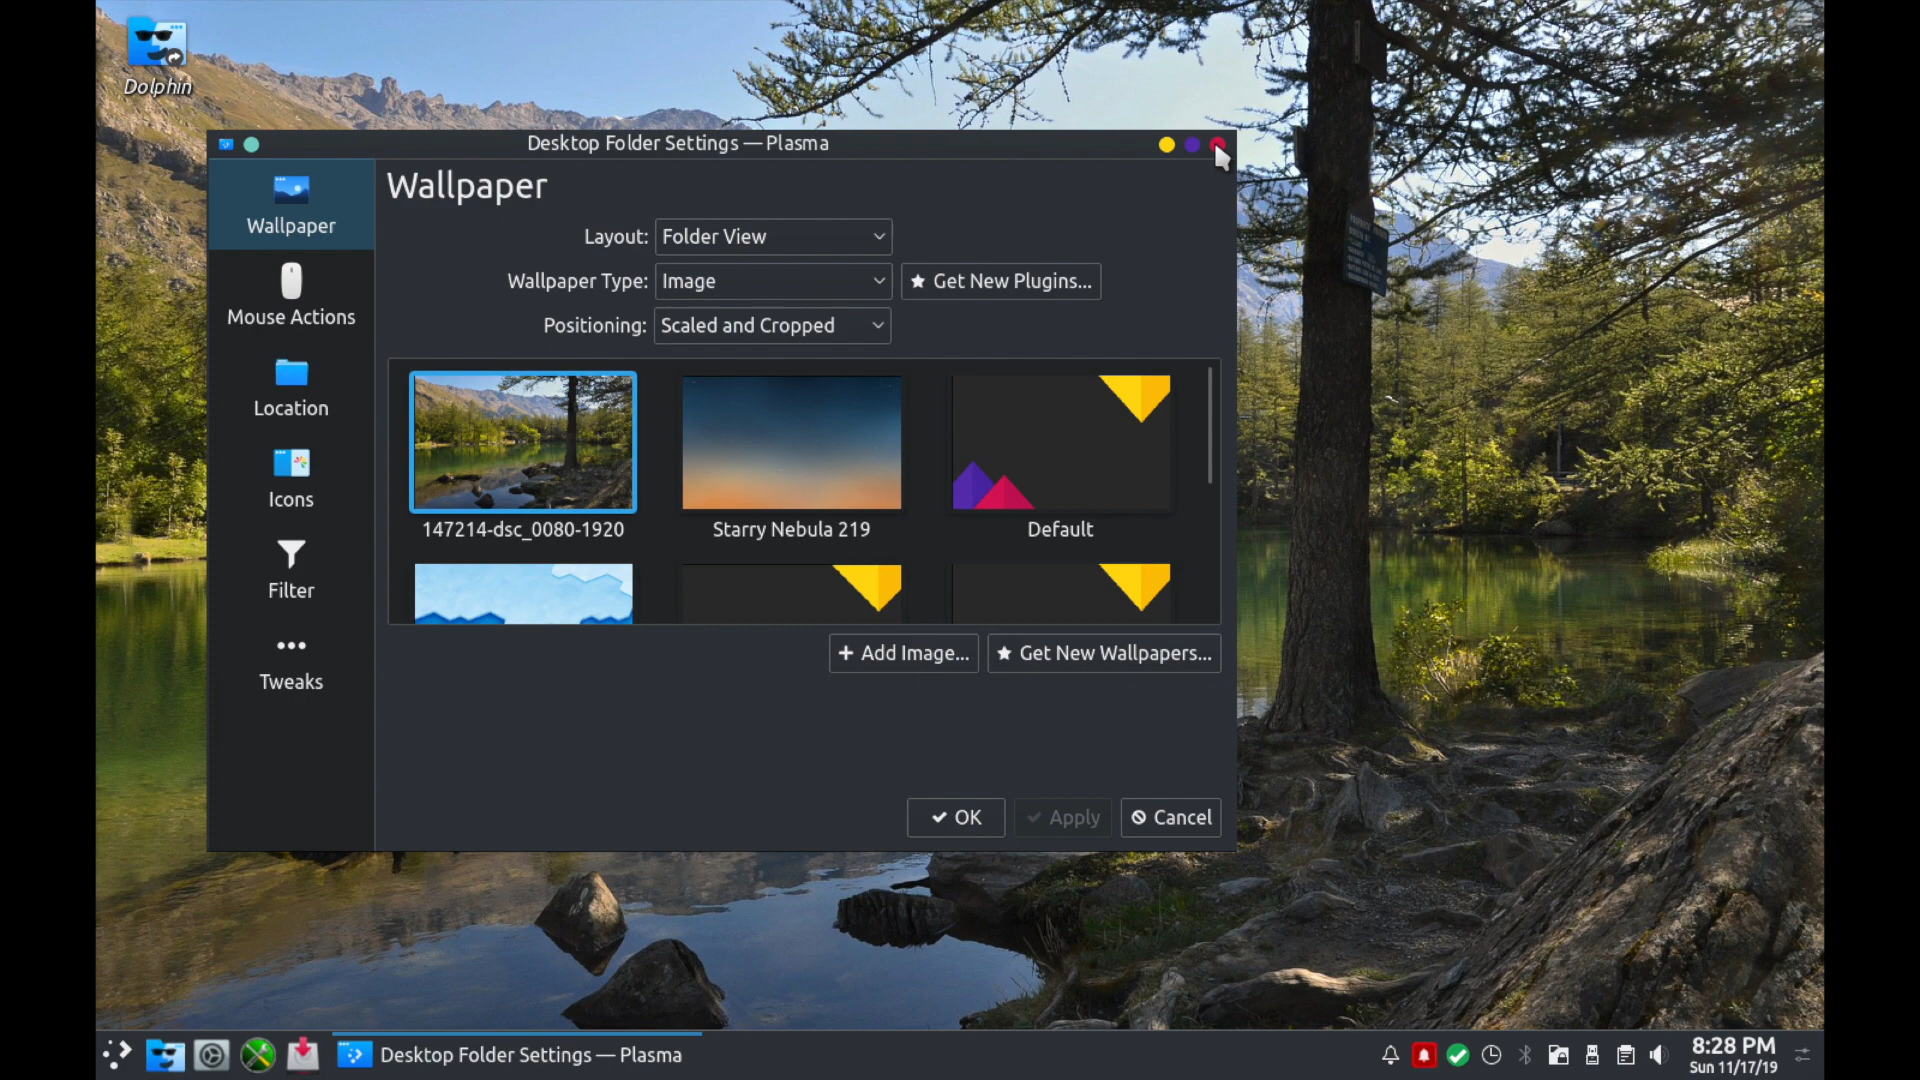 Dolphin
Desktop Folder Settings — Plasma
Wallpaper
Wallpaper
Layout: Folder View
Wallpaper Type: Image
Get New Plugins...
Positioning: Scaled and Cropped
Mouse Actions
Location
Icons
Filter
Tweaks
147214-dsc_0080-1920
Starry Nebula 219
Default
Add Image...
Get New Wallpapers...
OK
Apply
Cancel
Desktop Folder Settings — Plasma
8:28 PM
Sun 11/17/19